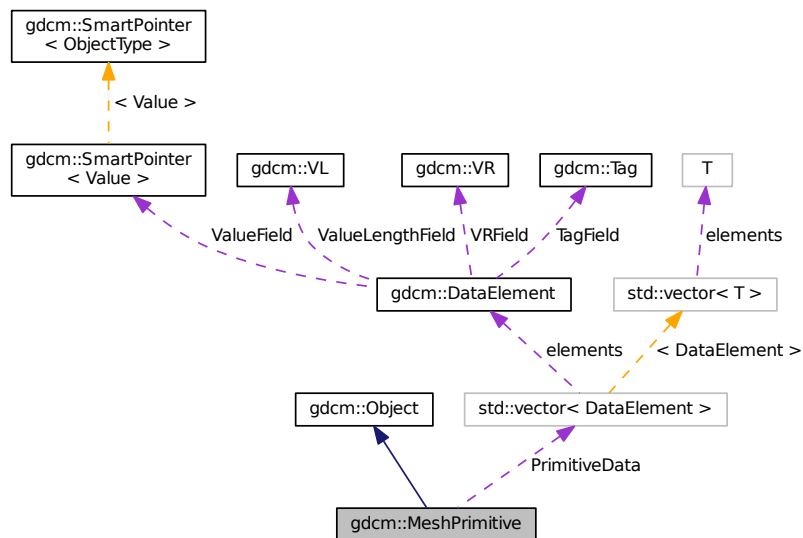 gdcm::SmartPointer
< ObjectType >
< Value >
gdcm::SmartPointer
< Value >
gdcm::VL
gdcm::VR
gdcm::Tag
T
ValueField
ValueLengthField
VRField
TagField
elements
gdcm::DataElement
std::vector< T >
elements
< DataElement >
gdcm::Object
std::vector< DataElement >
PrimitiveData
gdcm::MeshPrimitive